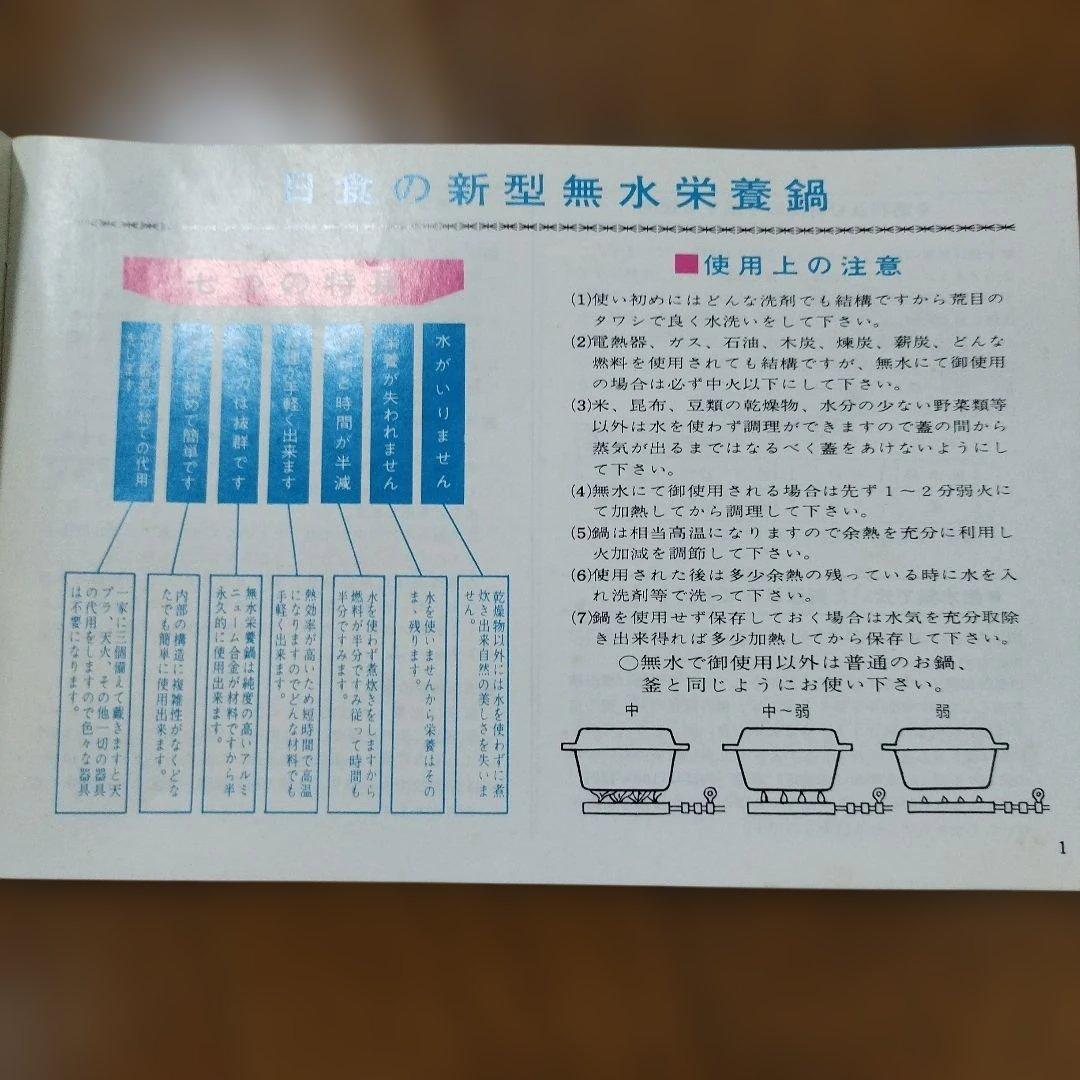 日食の新型無水栄養鍋
七つの特長
水がいりません
栄養が失われません
と時間が半減
手軽く出来ます
は抜群です
めて簡単です
の総ての代用
をします
乾燥物以外には水を使わずに煮
炊き出来自然の美しさを失いま
せん。
水を使いませんから栄養はその
まゝ残ります。
水を使わず煮炊きをしますから
燃料が半分ですみ従って時間も
半分ですみます。
熱効率が高いため短時間で高温
になりますのでどんな材料でも
手軽く出来ます。
無水栄養鍋は純度の高いアルミ
ニューム合金が材料ですから半
永久的に使用出来ます。
内部の構造に複雑性がなくどな
たでも簡単に使用出来ます。
一家に三個備えて戴きますと天
プラ、天火、その他一切の器具
の代用をしますので色々な器具
は不要になります。
■使用上の注意
(1)使い初めにはどんな洗剤でも結構ですから荒目の
タワシで良く水洗いをして下さい。
(2)電熱器、ガス、石油、木炭、煉炭、薪炭、どんな
燃料を使用されても結構ですが、無水にて御使用
の場合は必ず中火以下にして下さい。
(3)米、昆布、豆類の乾燥物、水分の少ない野菜類等
以外は水を使わず調理ができますので蓋の間から
蒸気が出るまではなるべく蓋をあけないようにし
て下さい。
(4)無水にて御使用される場合は先ず1～2分弱火に
て加熱してから調理して下さい。
(5)鍋は相当高温になりますので余熱を充分に利用し
火加減を調節して下さい。
(6)使用された後は多少余熱の残っている時に水を入
れ洗剤等で洗って下さい。
(7)鍋を使用せず保存しておく場合は水気を充分取除
き出来得れば多少加熱してから保存して下さい。
○無水で御使用以外は普通のお鍋、
釜と同じようにお使い下さい。
中
中～弱
弱
1